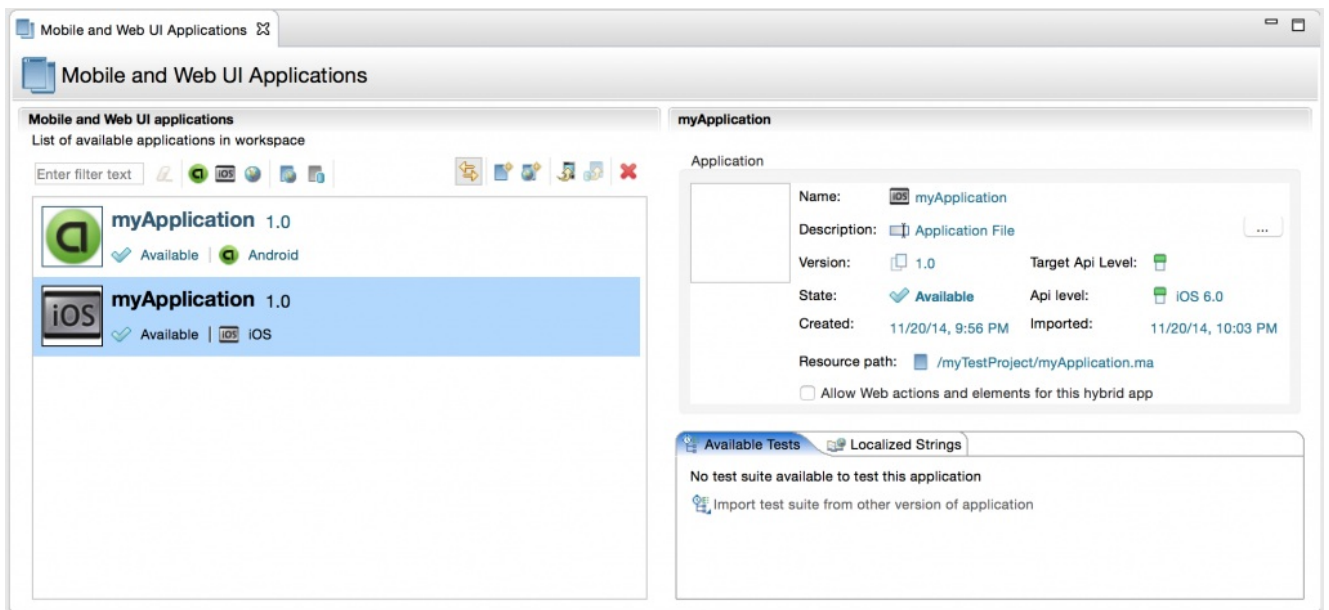 Mobile and Web UI Applications
Mobile and Web UI Applications
Mobile and Web UI applications
List of available applications in workspace
Enter filter text
iOS
myApplication 1.0
Available | Android
iOS
myApplication 1.0
Available | iOS iOS
myApplication
Application
Name: iOS myApplication
Description: Application File ...
Version: 1.0 Target Api Level:
State: Available Api level: iOS 6.0
Created: 11/20/14, 9:56 PM Imported: 11/20/14, 10:03 PM
Resource path: /myTestProject/myApplication.ma
Allow Web actions and elements for this hybrid app
Available Tests Localized Strings
No test suite available to test this application
Import test suite from other version of application